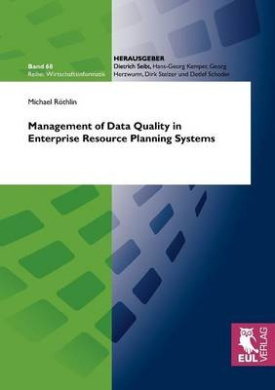 HERAUSGEBER
Band 68
Dietrich Seibt, Hans-Georg Kemper, Georg
Reihe: Wirtschaftsinformatik
Herzwurm, Dirk Stelzer und Detlef Schoder
Michael Röthlin
Management of Data Quality in
Enterprise Resource Planning Systems
EUL
VERLAG